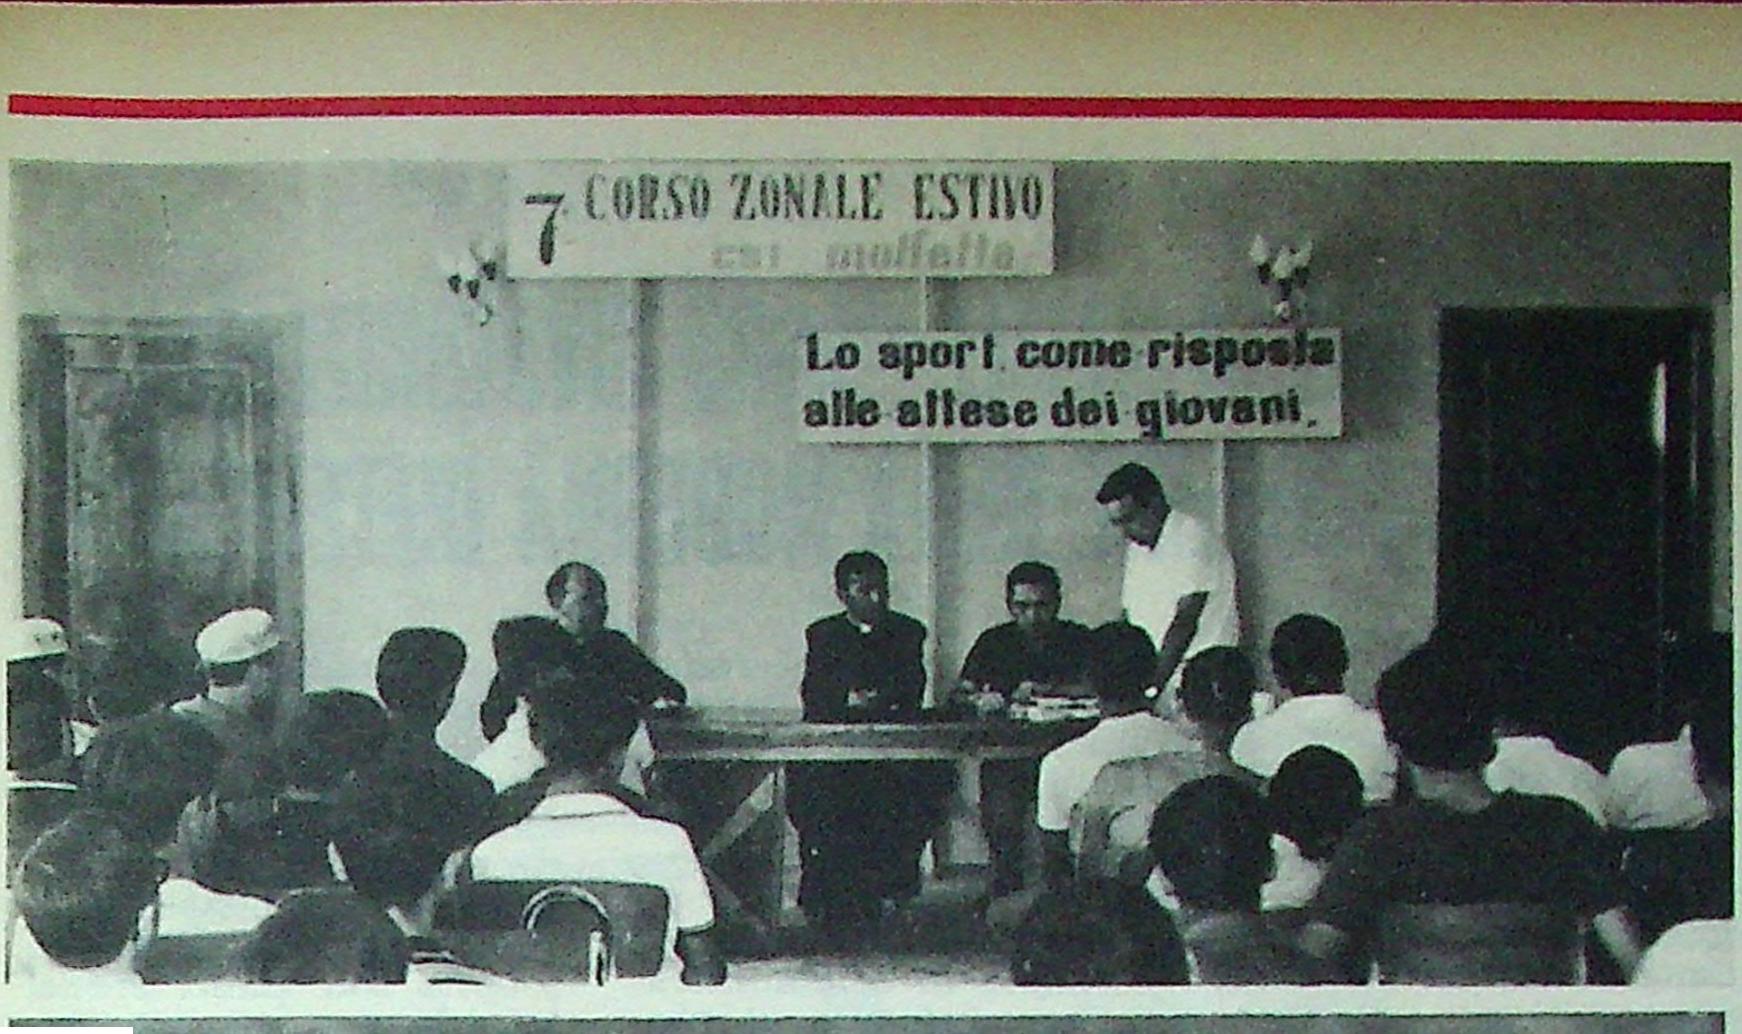 7 CORSO ZONALE ESTIVO
csi molfetta
Lo sport, come risposta
alle attese dei giovani.